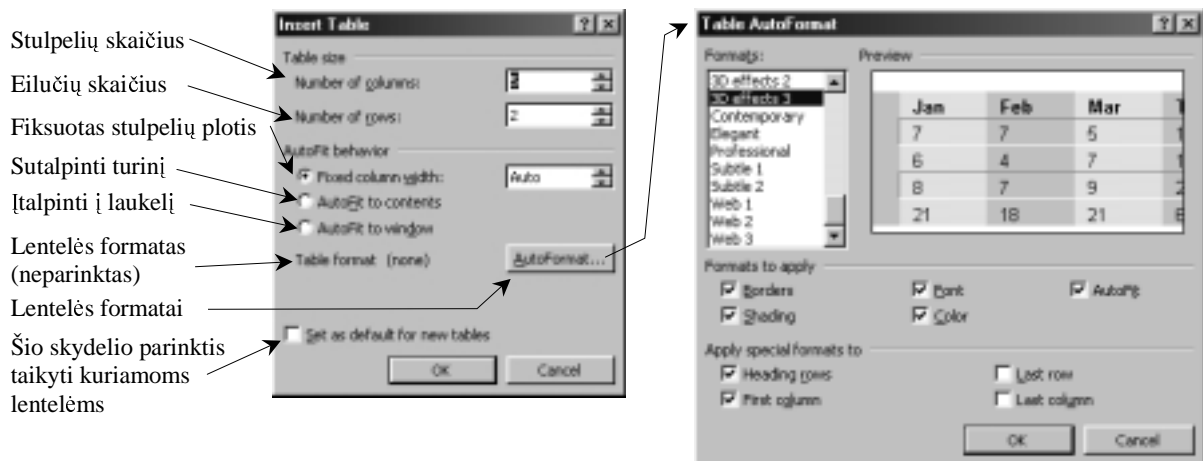 Stulpelių skaičius
Eilučių skaičius
Fiksuotas stulpelių plotis
Sutalpinti turinį
Įtalpinti į laukelį
Lentelės formatas
(neparinktas)
Lentelės formatai
Šio skydelio parinktis
taikyti kuriamoms
lentelėms
Insert Table
Table size
Number of columns:
Number of rows: 2
AutoFit behavior
Fixed column width: Auto
AutoFit to contents
AutoFit to window
Table format (none) AutoFormat...
Set as default for new tables
OK Cancel
Table AutoFormat
Formats: Preview
3D effects 2
3D effects 3
Contemporary
Elegant
Professional
Subtle 1
Subtle 2
Web 1
Web 2
Web 3
Jan Feb Mar T
7 7 5 1
6 4 7 1
8 7 9 2
21 18 21 6
Formats to apply
Borders Font AutoFit
Shading Color
Apply special formats to
Heading rows Last row
First column Last column
OK Cancel